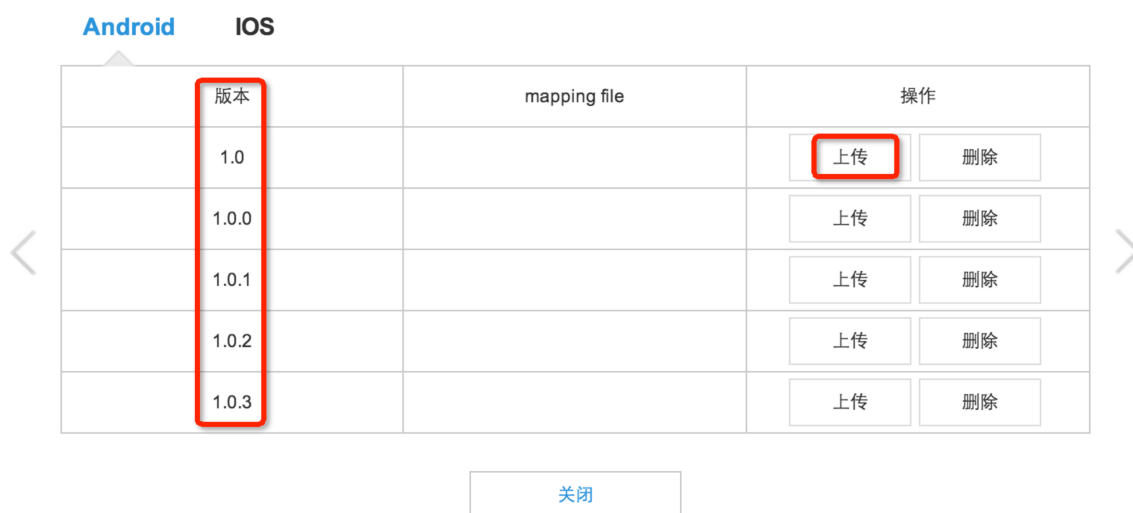 Android IOS
版本 mapping file 操作
1.0 上传 删除
1.0.0 上传 删除
1.0.1 上传 删除
1.0.2 上传 删除
1.0.3 上传 删除
关闭